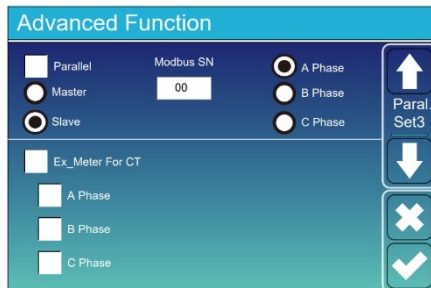 Advanced Function
Parallel
Modbus SN
A Phase
Master
00
B Phase
Slave
C Phase
Paral.
Set3
Ex_Meter For CT
A Phase
B Phase
C Phase